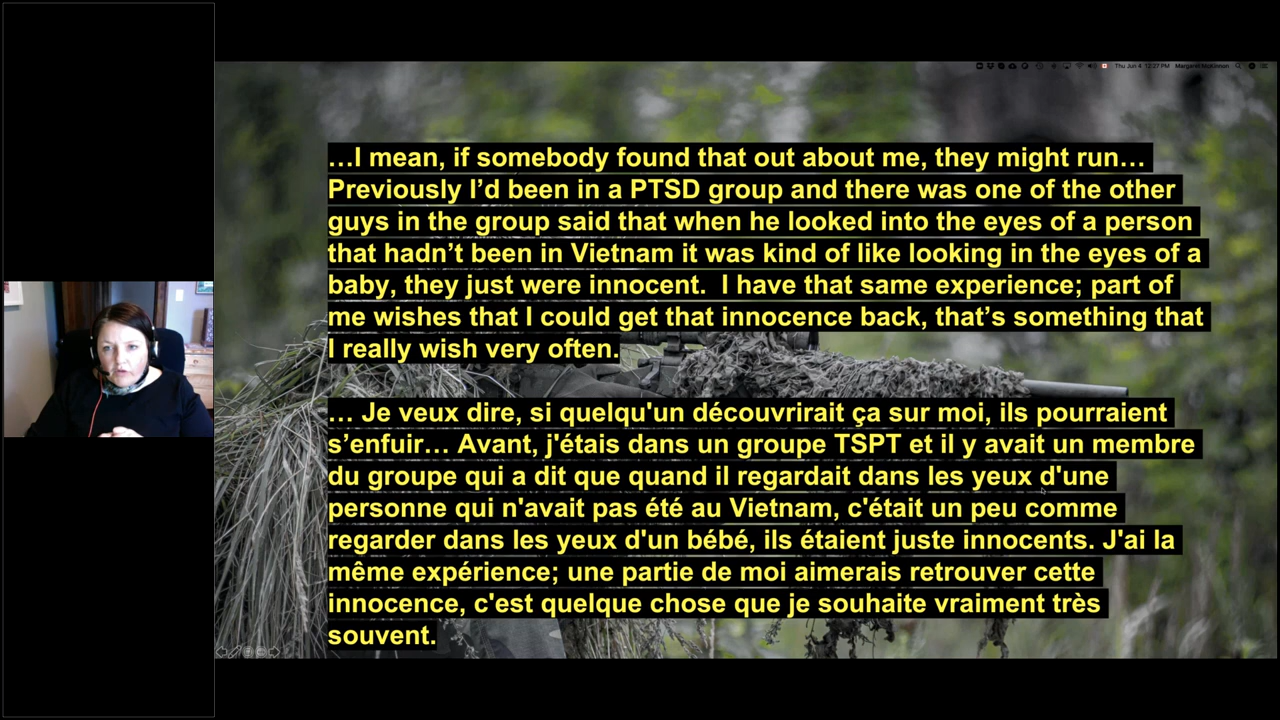 Thu Jun 4 12:27 PM Margaret McKinnon
…I mean, if somebody found that out about me, they might run…
Previously I’d been in a PTSD group and there was one of the other
guys in the group said that when he looked into the eyes of a person
that hadn’t been in Vietnam it was kind of like looking in the eyes of a
baby, they just were innocent.  I have that same experience; part of
me wishes that I could get that innocence back, that’s something that
I really wish very often.
… Je veux dire, si quelqu'un découvrirait ça sur moi, ils pourraient
s’enfuir… Avant, j'étais dans un groupe TSPT et il y avait un membre
du groupe qui a dit que quand il regardait dans les yeux d'une
personne qui n'avait pas été au Vietnam, c'était un peu comme
regarder dans les yeux d'un bébé, ils étaient juste innocents. J'ai la
même expérience; une partie de moi aimerais retrouver cette
innocence, c'est quelque chose que je souhaite vraiment très
souvent.